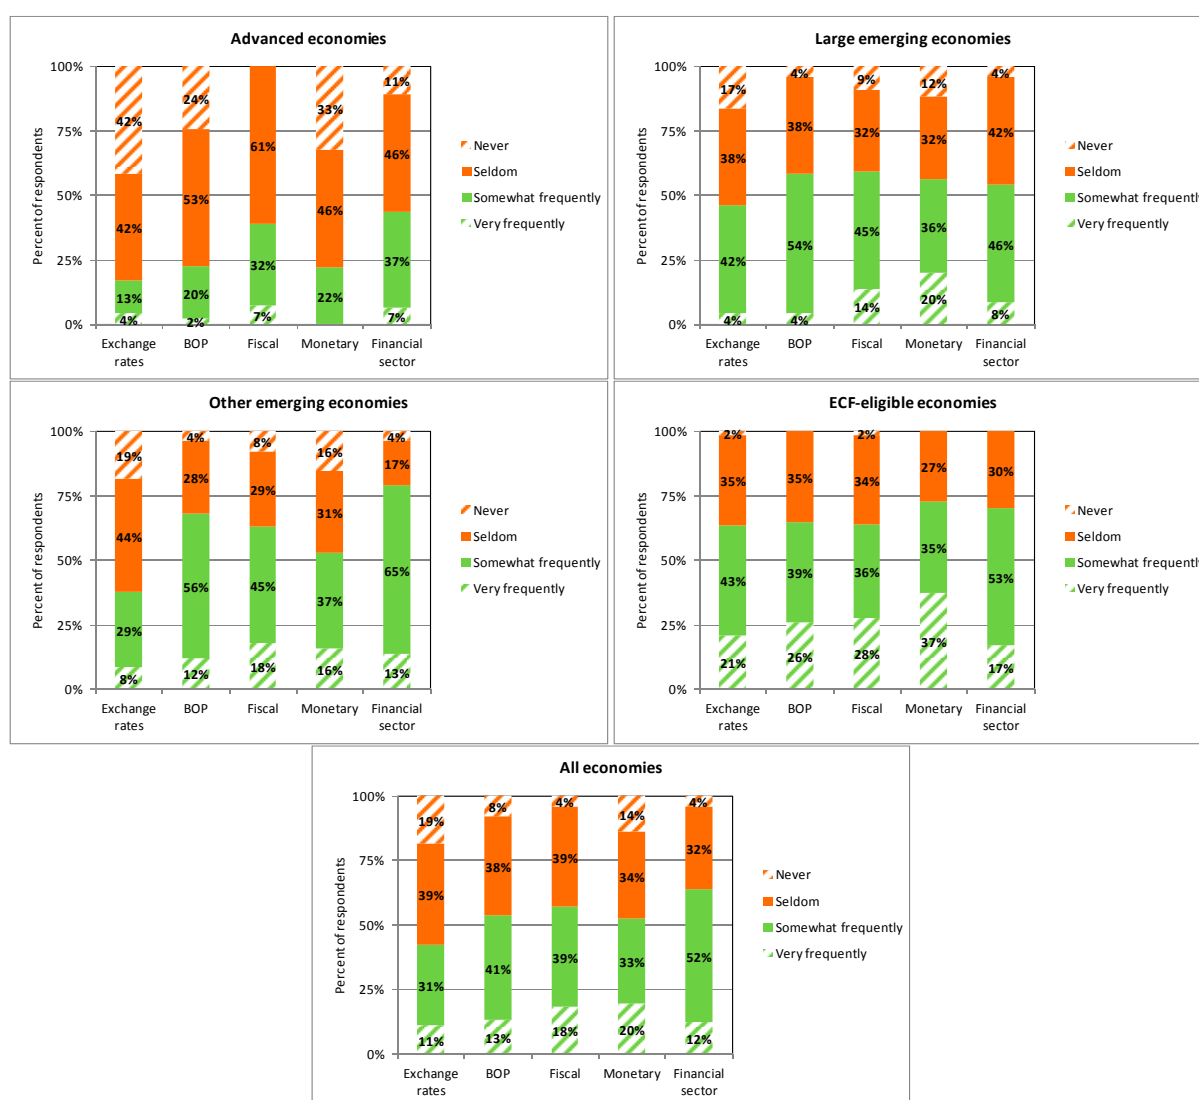 Advanced economies
100%
75%
50%
25%
0%
Percent of respondents
42%
42%
13%
4%
24%
53%
20%
2%
61%
32%
7%
33%
46%
22%
11%
46%
37%
7%
Exchange rates
BOP
Fiscal
Monetary
Financial sector
Never
Seldom
Somewhat frequently
Very frequently
Large emerging economies
100%
75%
50%
25%
0%
Percent of respondents
17%
38%
42%
4%
4%
38%
54%
4%
9%
32%
45%
14%
12%
32%
36%
20%
4%
42%
46%
8%
Exchange rates
BOP
Fiscal
Monetary
Financial sector
Never
Seldom
Somewhat frequently
Very frequently
Other emerging economies
100%
75%
50%
25%
0%
Percent of respondents
19%
44%
29%
8%
4%
28%
56%
12%
8%
29%
45%
18%
16%
31%
37%
16%
4%
17%
65%
13%
Exchange rates
BOP
Fiscal
Monetary
Financial sector
Never
Seldom
Somewhat frequently
Very frequently
ECF-eligible economies
100%
75%
50%
25%
0%
Percent of respondents
2%
35%
43%
21%
35%
39%
26%
2%
34%
36%
28%
27%
35%
37%
30%
53%
17%
Exchange rates
BOP
Fiscal
Monetary
Financial sector
Never
Seldom
Somewhat frequently
Very frequently
All economies
100%
75%
50%
25%
0%
Percent of respondents
19%
39%
31%
11%
8%
38%
41%
13%
4%
39%
39%
18%
14%
34%
33%
20%
4%
32%
52%
12%
Exchange rates
BOP
Fiscal
Monetary
Financial sector
Never
Seldom
Somewhat frequently
Very frequently